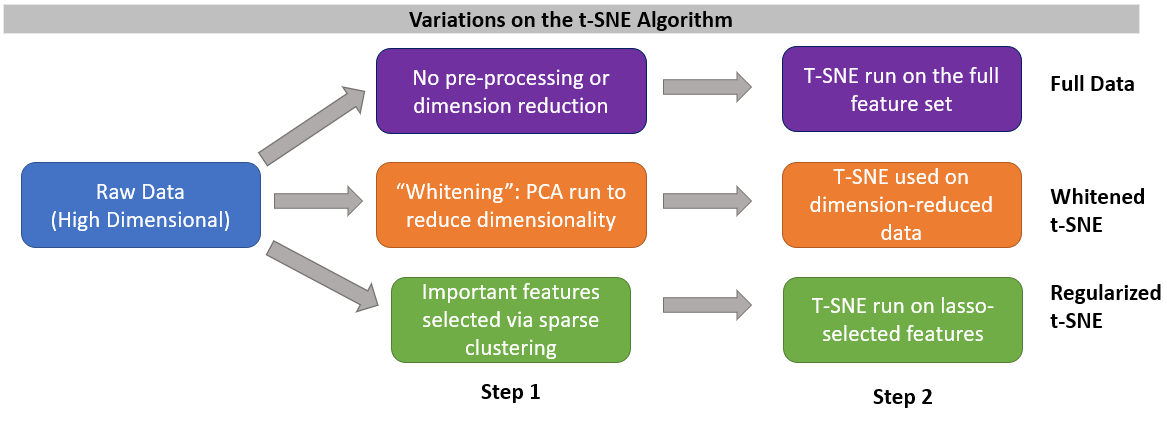 Variations on the t-SNE Algorithm
Raw Data
(High Dimensional)
No pre-processing or
dimension reduction
T-SNE run on the full
feature set
Full Data
“Whitening”: PCA run to
reduce dimensionality
T-SNE used on
dimension-reduced
data
Whitened
t-SNE
Important features
selected via sparse
clustering
T-SNE run on lasso-
selected features
Regularized
t-SNE
Step 1
Step 2